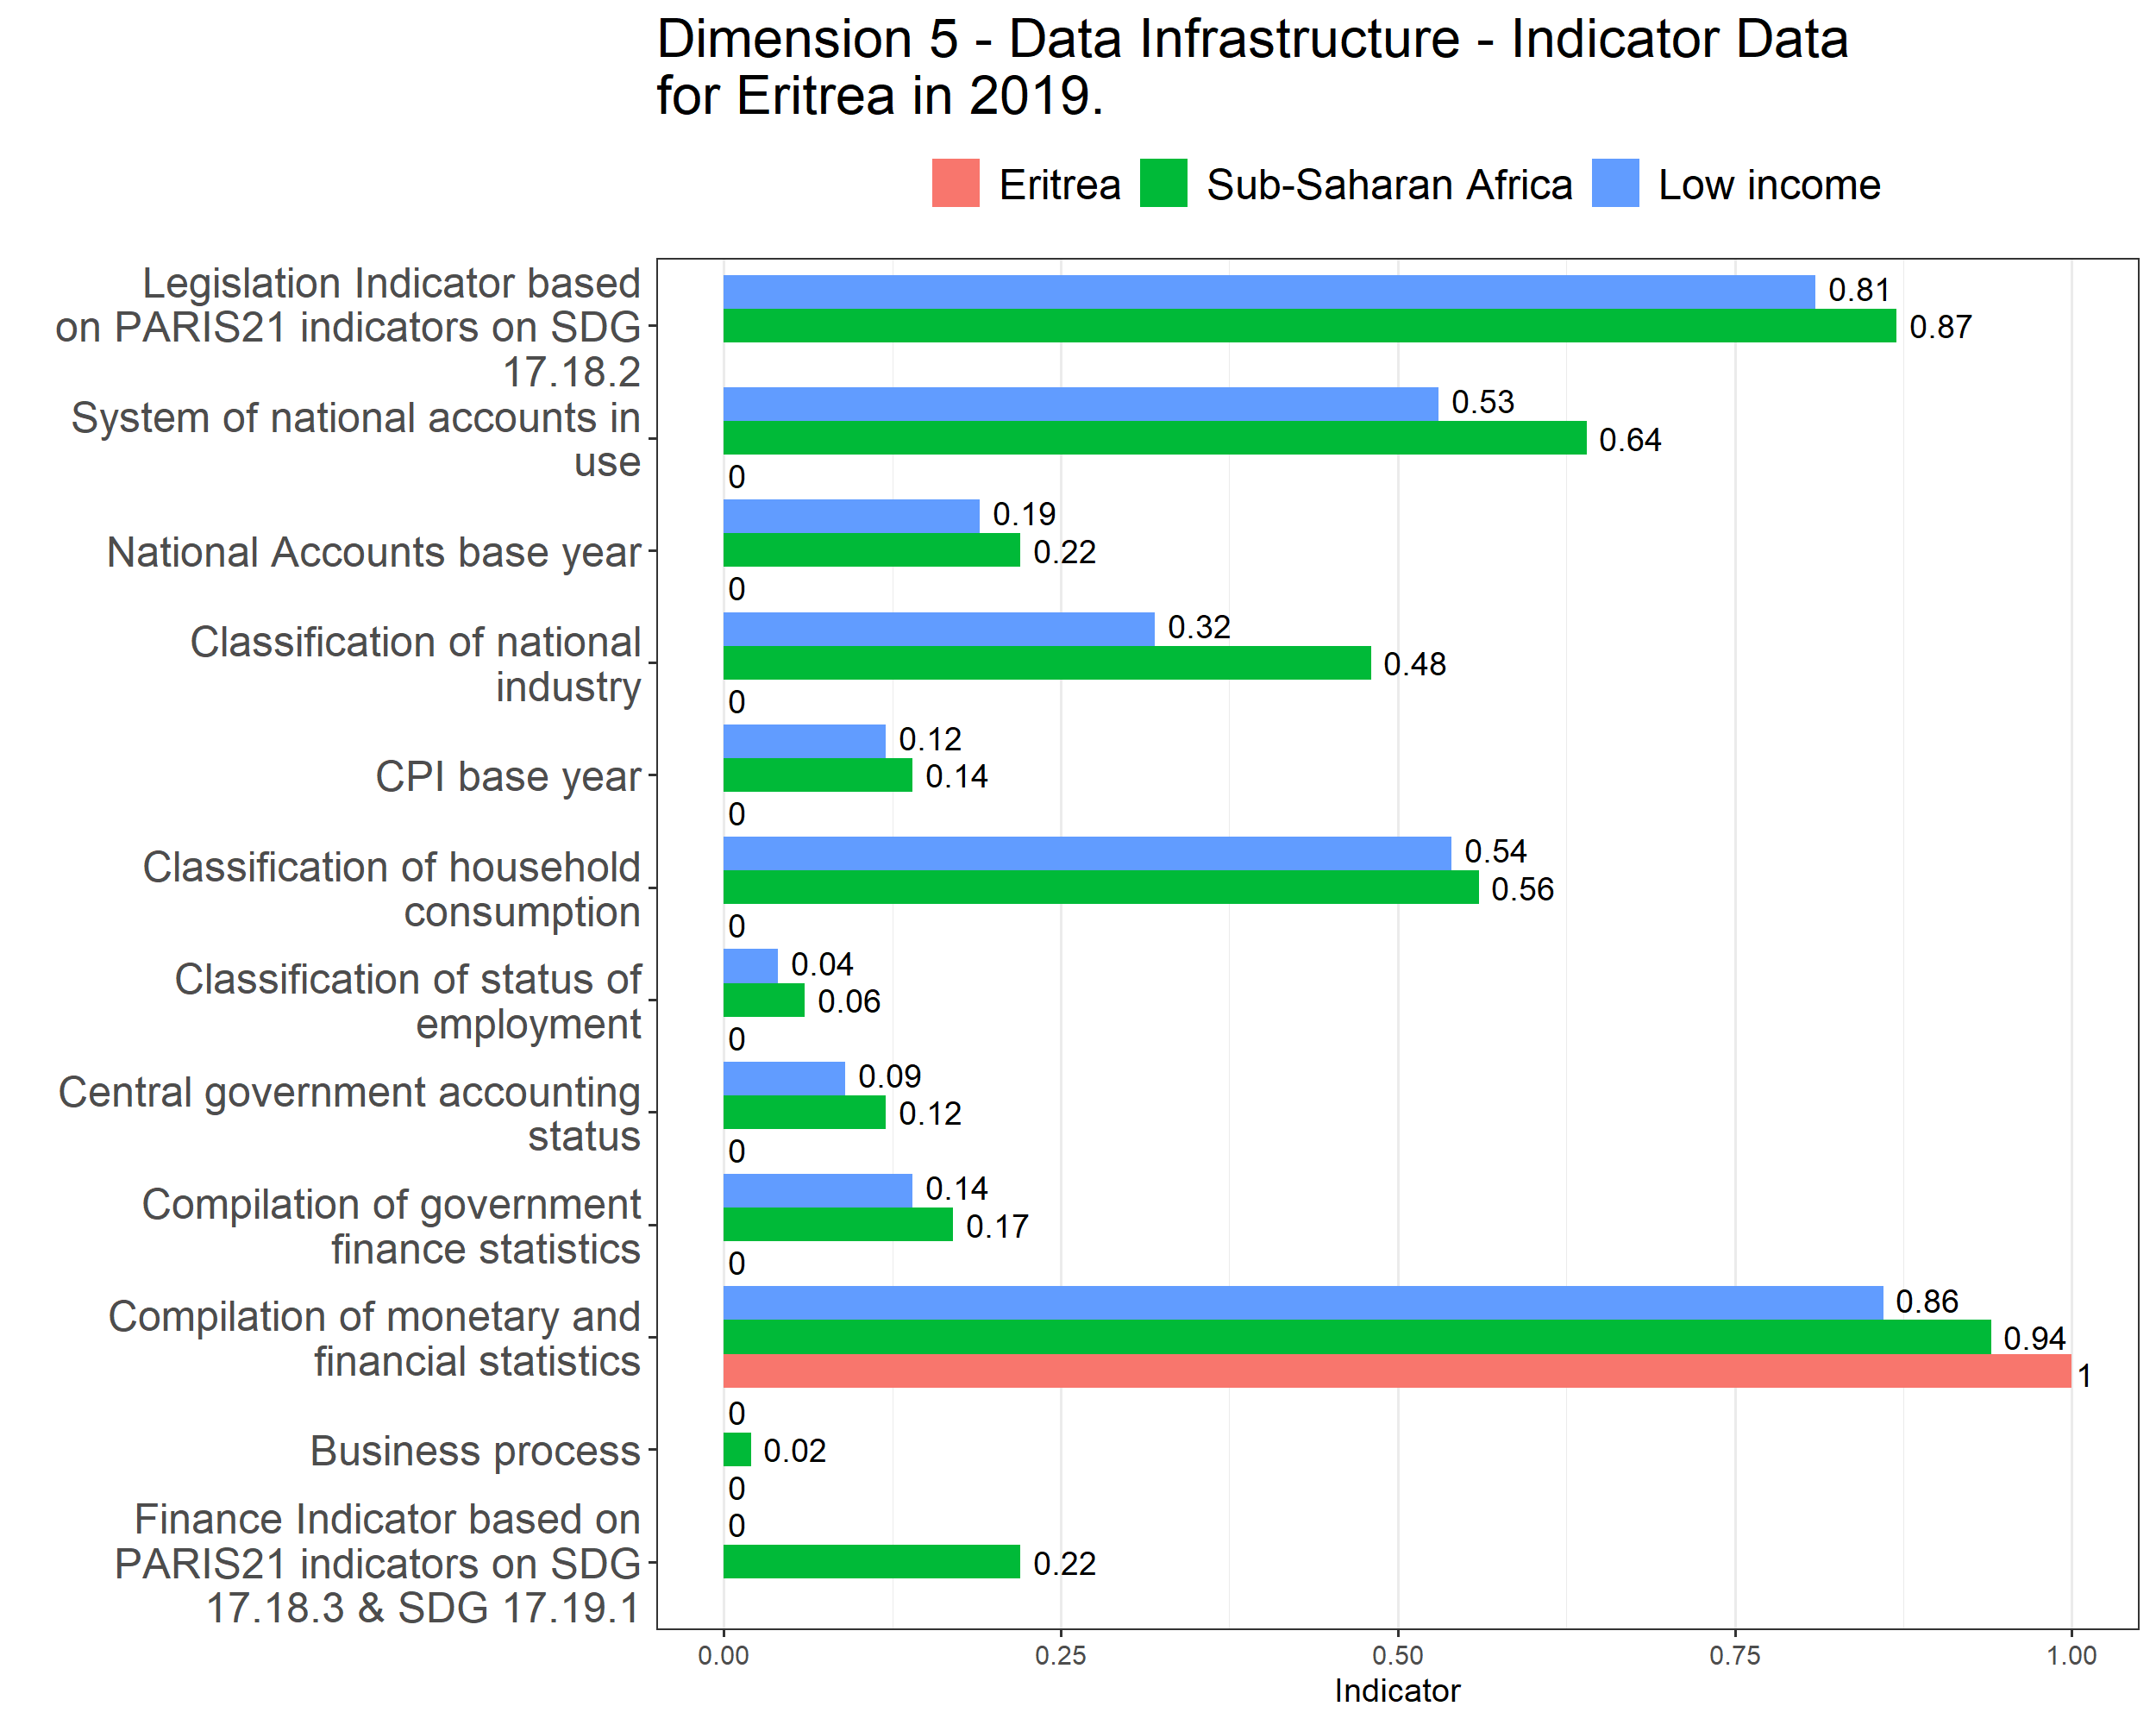 Dimension 5 - Data Infrastructure - Indicator Data
for Eritrea in 2019.
Eritrea
Sub-Saharan Africa
Low income
Legislation Indicator based
on PARIS21 indicators on SDG
17.18.2
0.81
0.87
System of national accounts in
use
0.53
0.64
0
National Accounts base year
0.19
0.22
0
Classification of national
industry
0.32
0.48
0
CPI base year
0.12
0.14
0
Classification of household
consumption
0.54
0.56
0
Classification of status of
employment
0.04
0.06
0
Central government accounting
status
0.09
0.12
0
Compilation of government
finance statistics
0.14
0.17
0
Compilation of monetary and
financial statistics
0.86
0.94
1
Business process
0
0.02
0
Finance Indicator based on
PARIS21 indicators on SDG
17.18.3 & SDG 17.19.1
0
0.22
0.00
0.25
0.50
0.75
1.00
Indicator